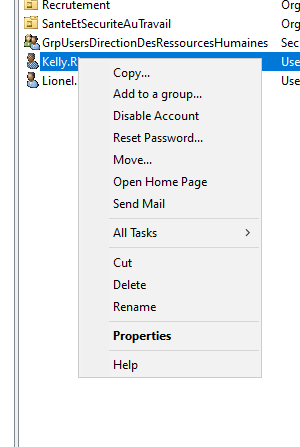 Recrutement Org
SanteEtSecuriteAuTravail Org
GrpUsersDirectionDesRessourcesHumaines Sec
Kelly.R Use
Lionel. Use
Copy...
Add to a group...
Disable Account
Reset Password...
Move...
Open Home Page
Send Mail
All Tasks
Cut
Delete
Rename
Properties
Help